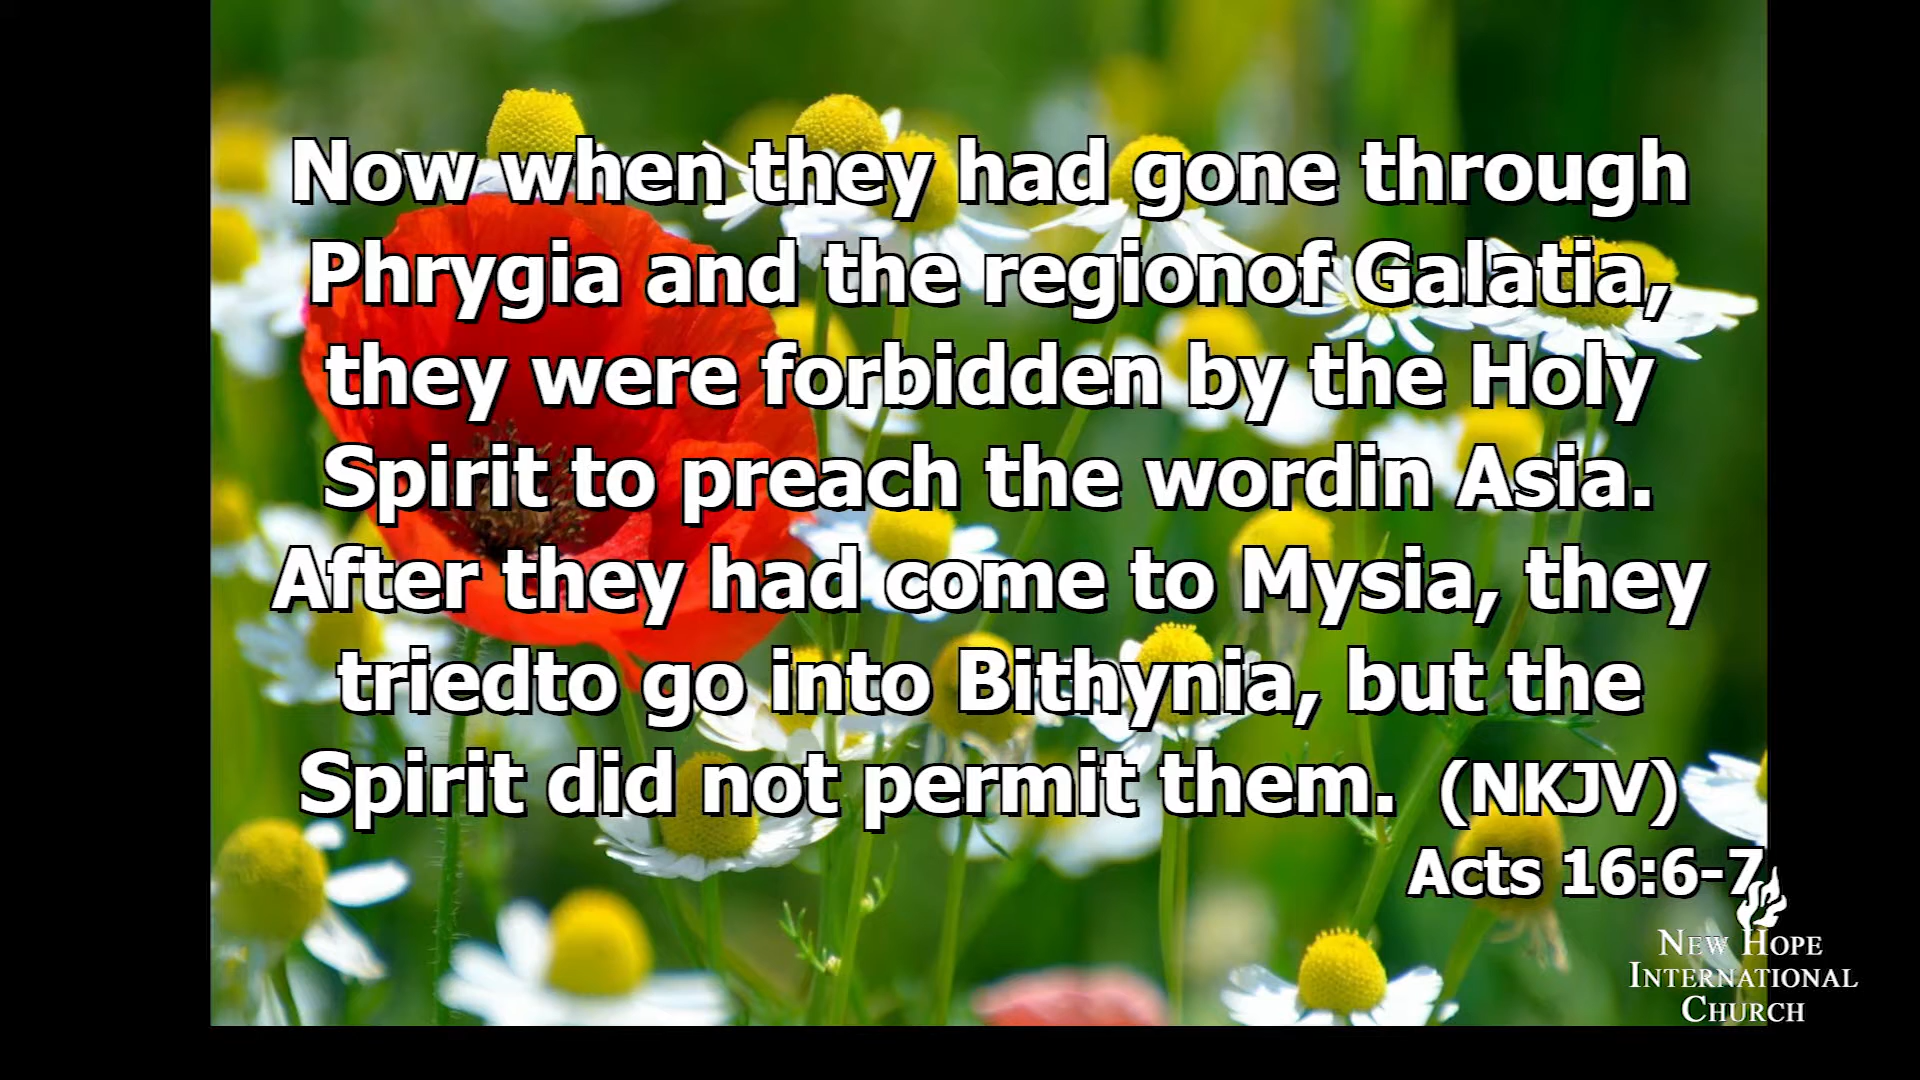 Now when they had gone through
Phrygia and the regionof Galatia,
they were forbidden by the Holy
Spirit to preach the wordin Asia.
After they had come to Mysia, they
triedto go into Bithynia, but the
Spirit did not permit them.  (NKJV)
Acts 16:6-7
New Hope
International
Church